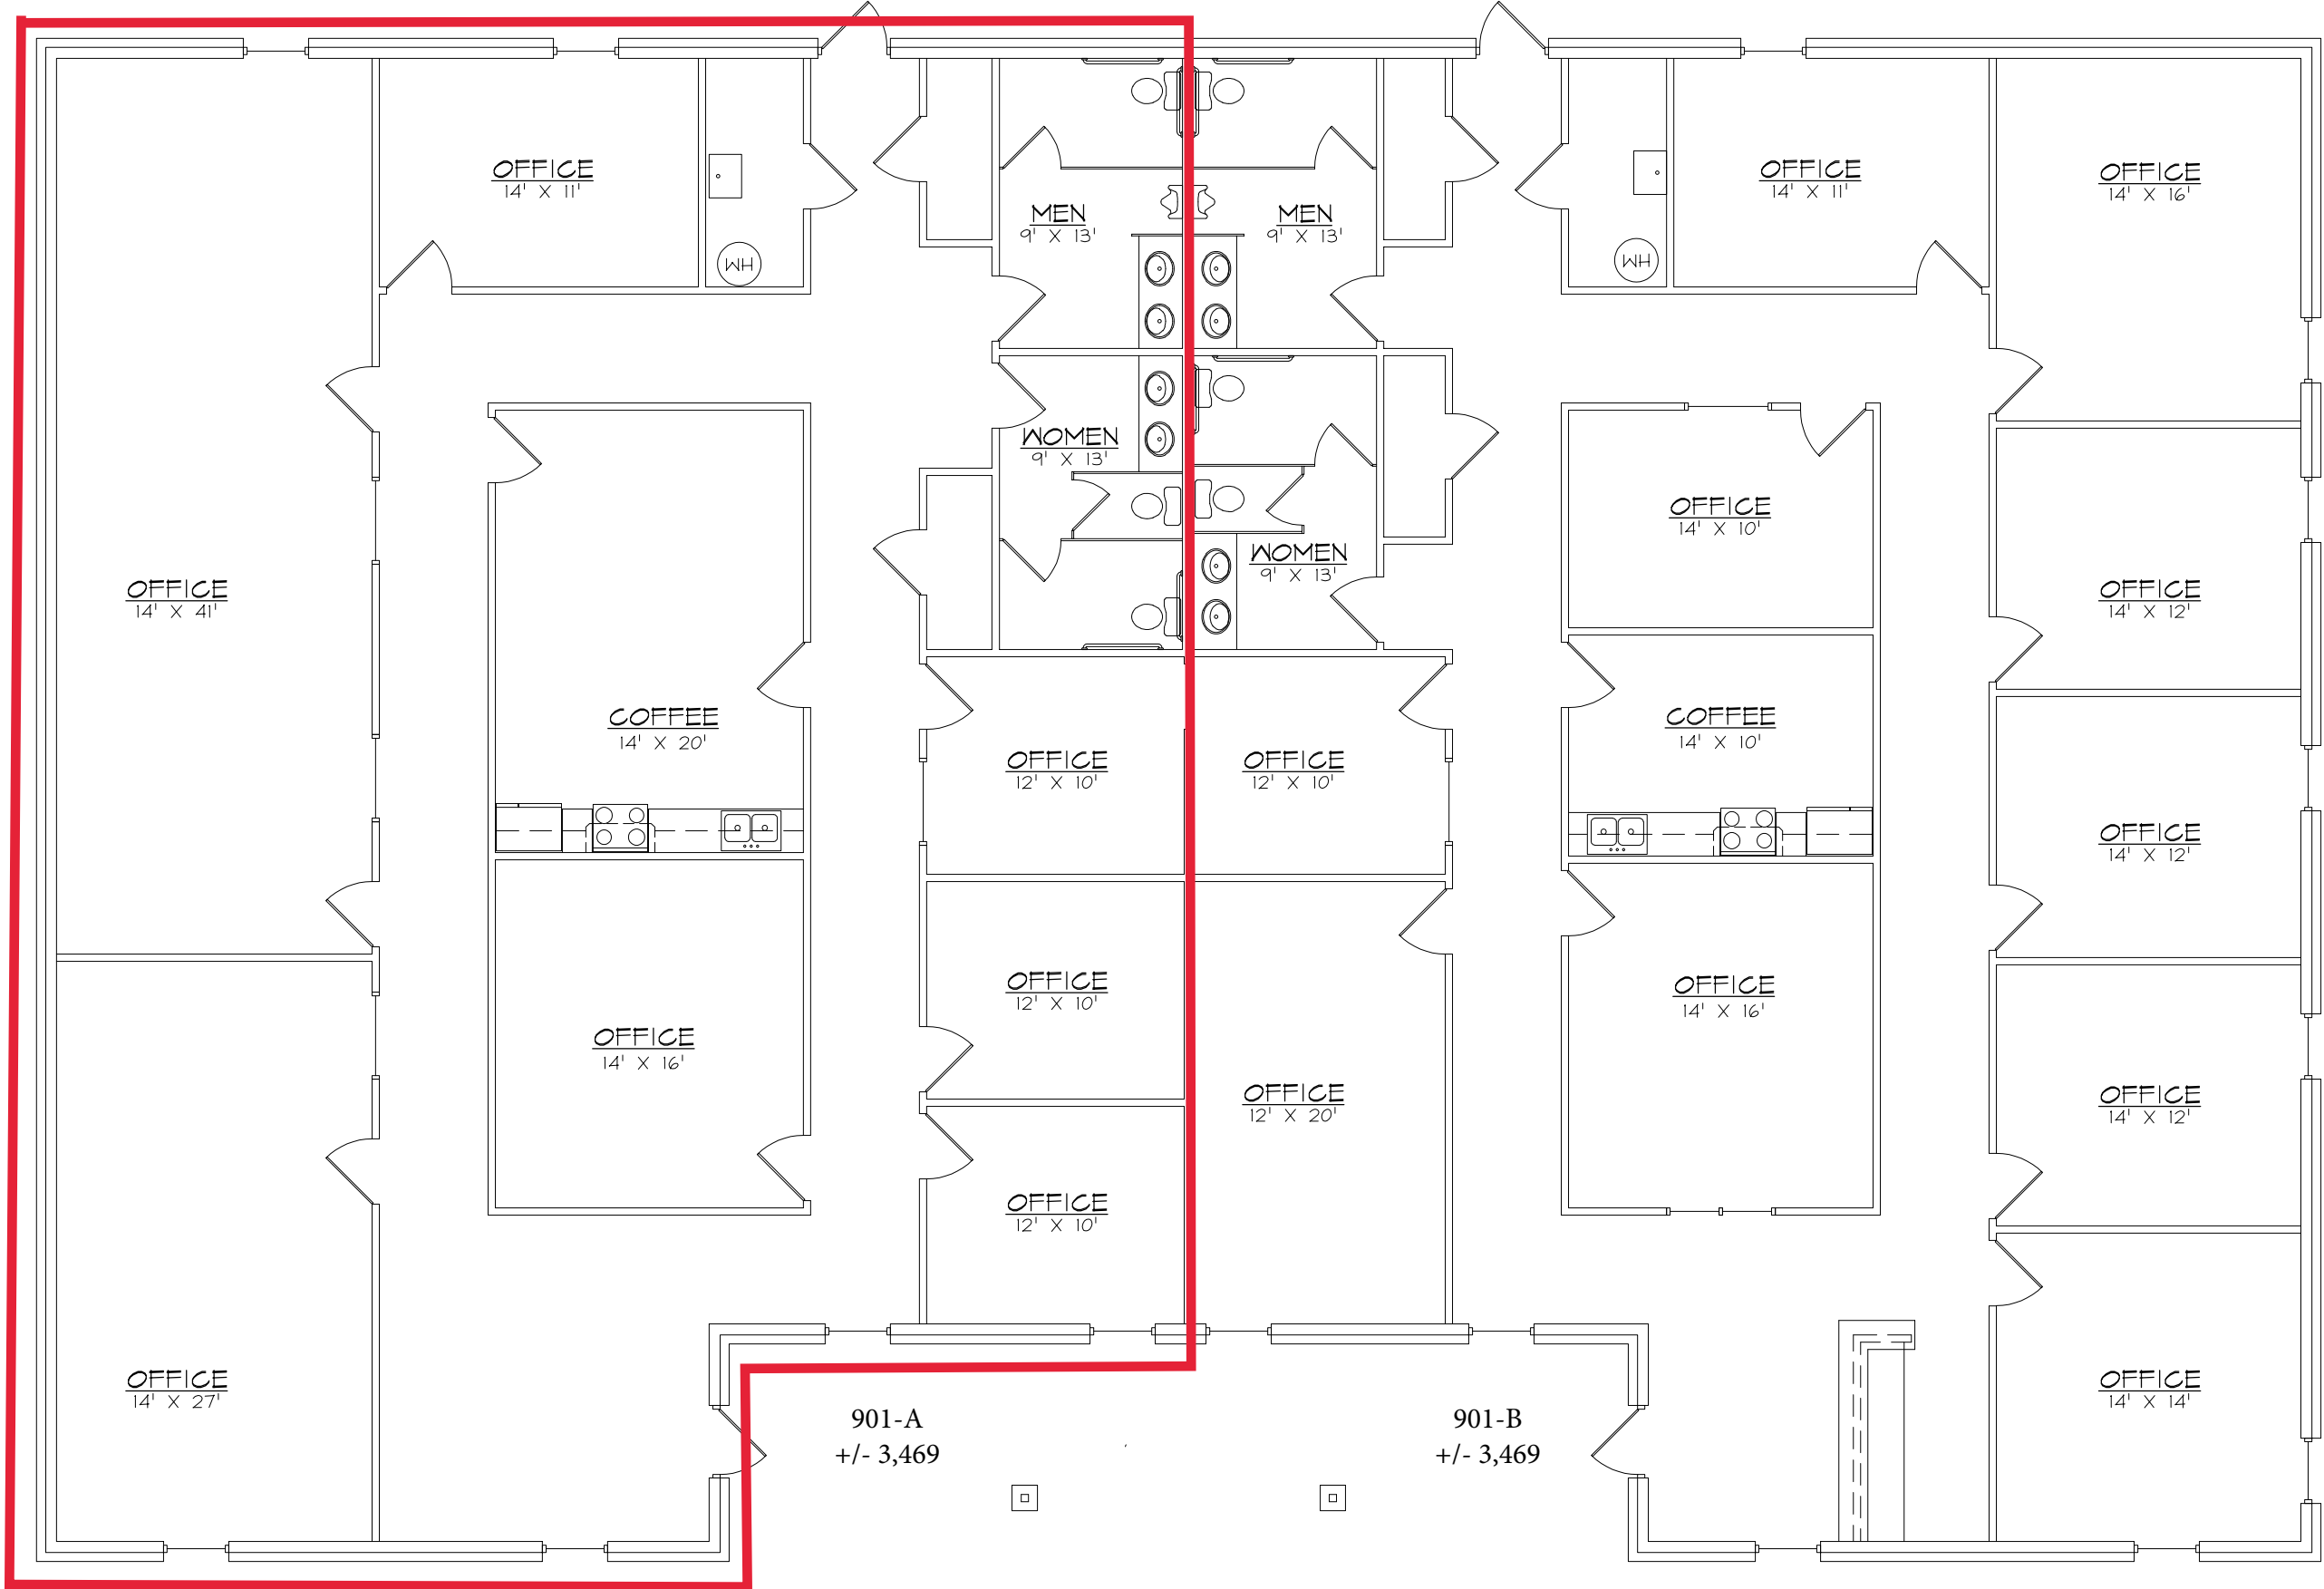 OFFICE
14' X 11'
OFFICE
14' X 11'
OFFICE
14' X 16'
MEN
9' X 13'
MEN
9' X 13'
WH
WH
WOMEN
9' X 13'
OFFICE
14' X 10'
WOMEN
9' X 13'
OFFICE
14' X 41'
OFFICE
14' X 12'
COFFEE
14' X 20'
COFFEE
14' X 10'
OFFICE
12' X 10'
OFFICE
12' X 10'
OFFICE
14' X 12'
OFFICE
12' X 10'
OFFICE
14' X 16'
OFFICE
14' X 16'
OFFICE
12' X 20'
OFFICE
14' X 12'
OFFICE
12' X 10'
OFFICE
14' X 27'
OFFICE
14' X 14'
901-A
+/- 3,469
901-B
+/- 3,469